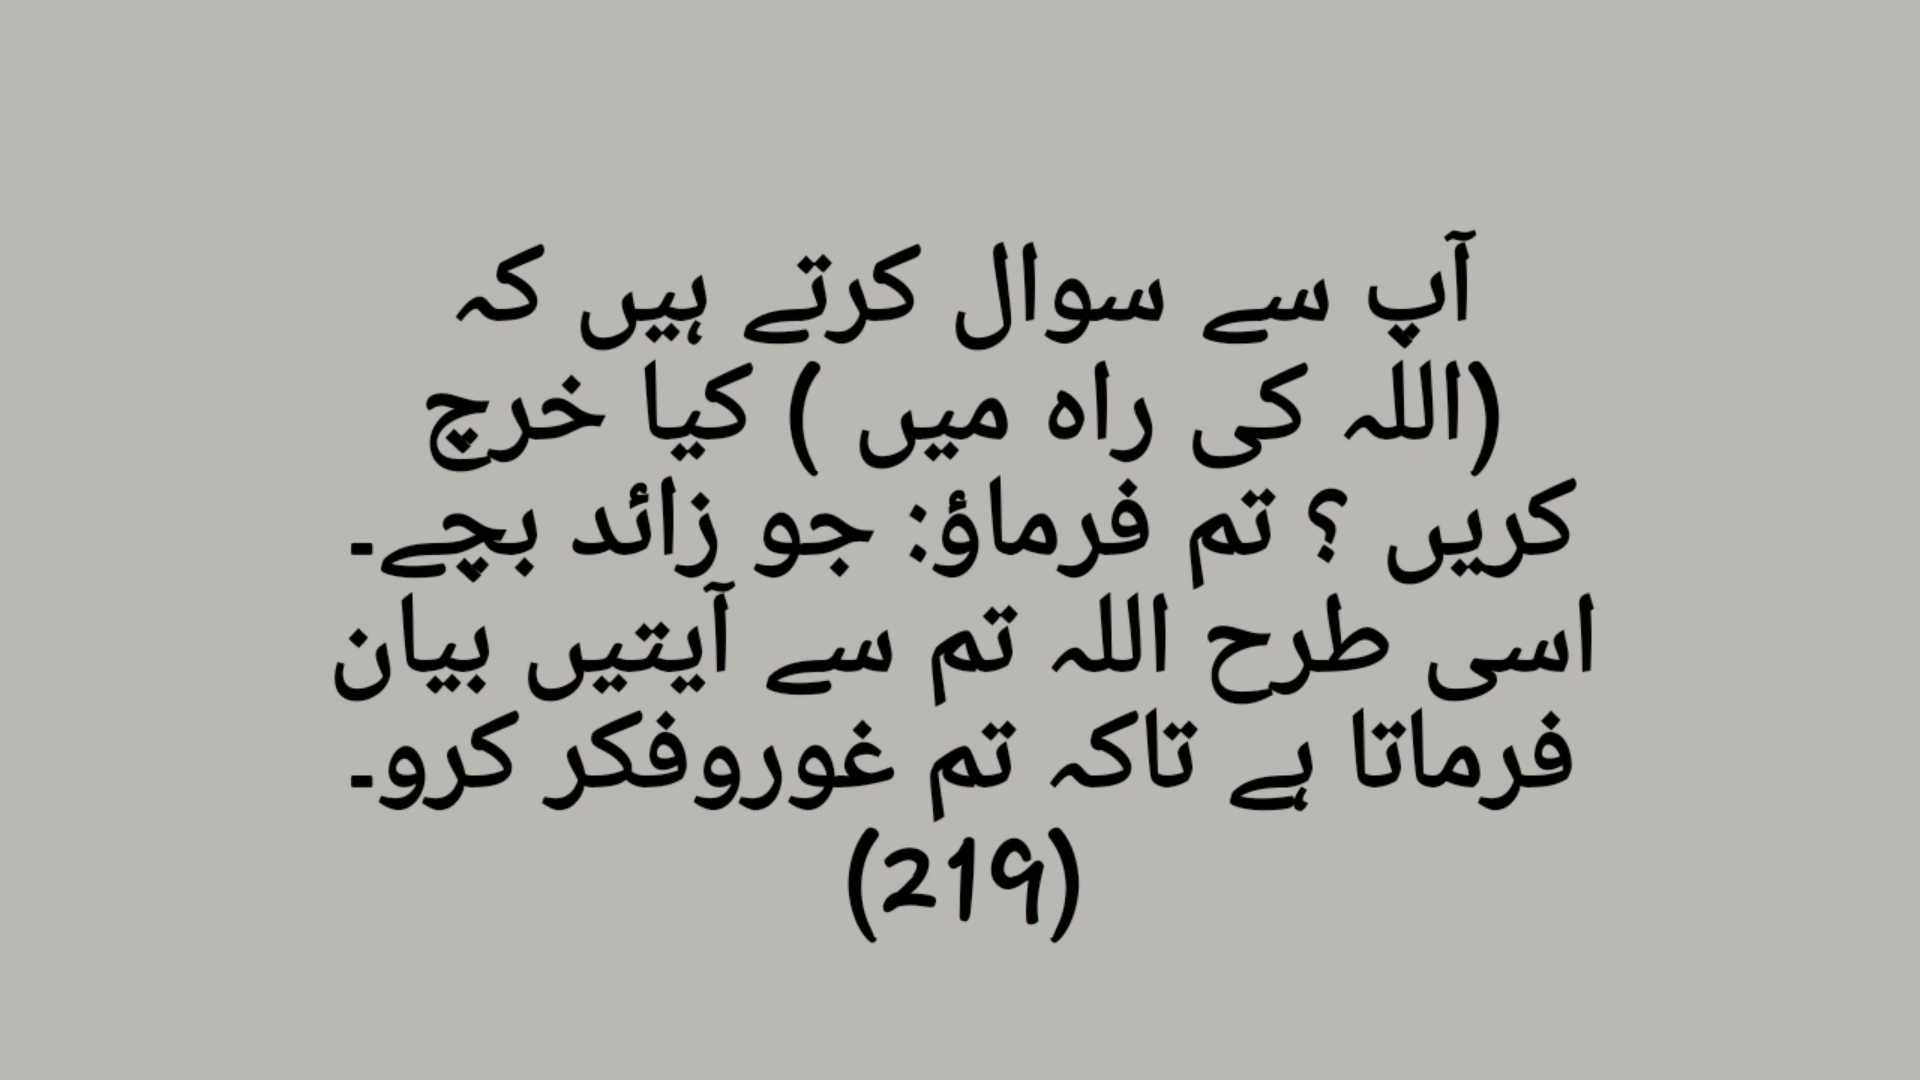 آپ سے سوال کرتے ہیں کہ
(اللہ کی راہ میں ) کیا خرچ
کریں ؟ تم فرماؤ: جو زائد بچے۔
اسی طرح اللہ تم سے آیتیں بیان
فرماتا ہے تاکہ تم غوروفکر کرو۔
(219)